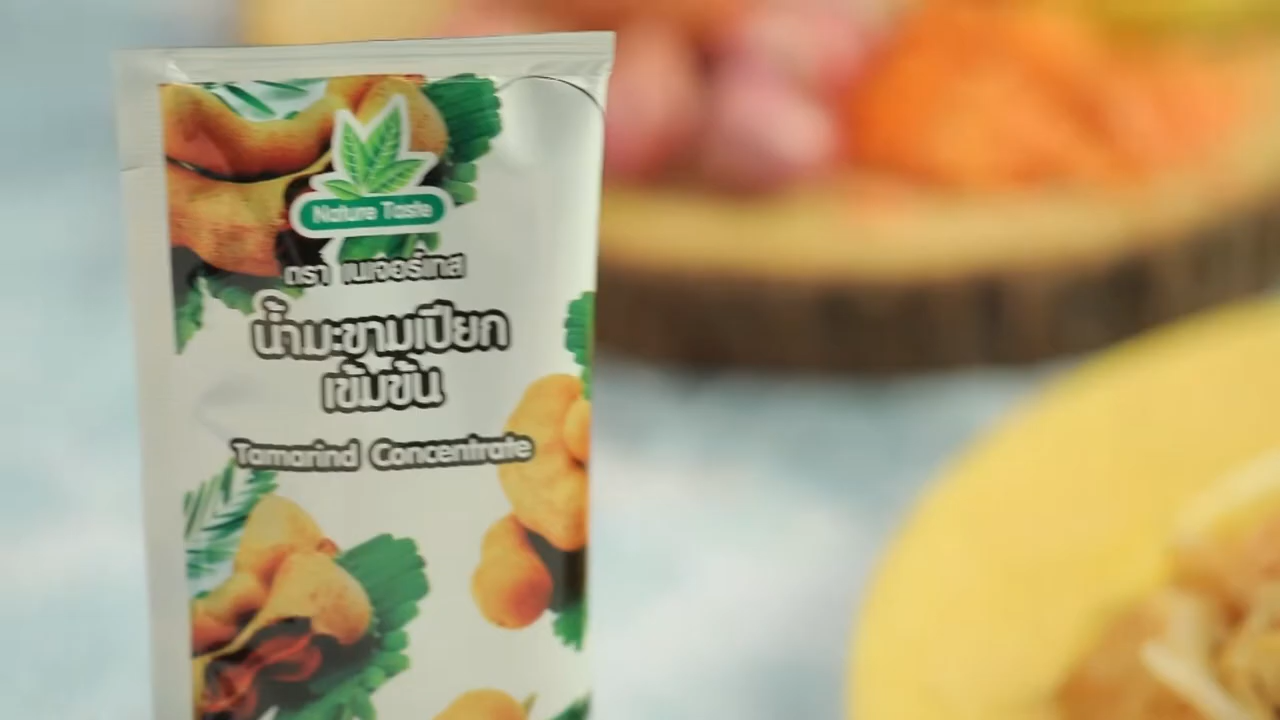 Nature Taste
ตรา เนเจอร์เทส
น้ำมะขามเปียก
เข้มข้น
Tamarind Concentrate